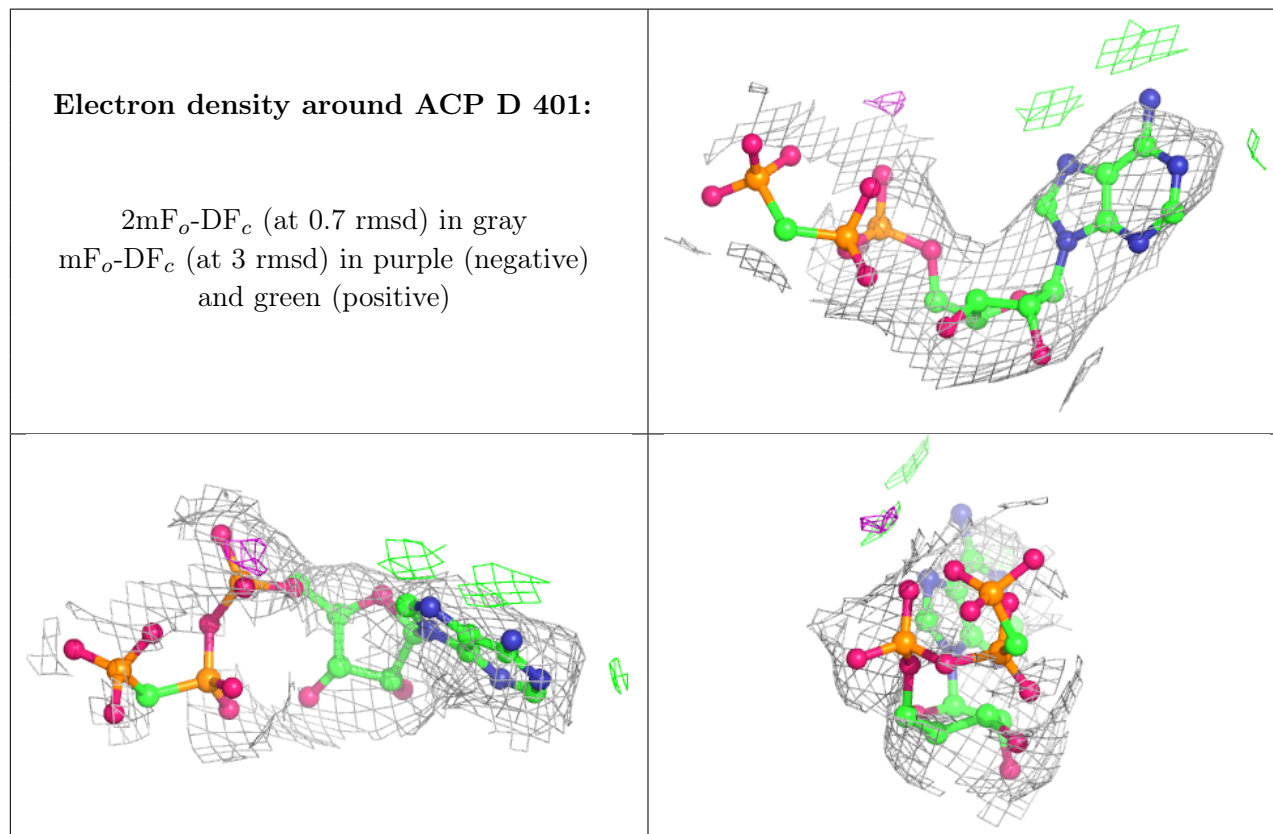 Electron density around ACP D 401:
2mFo-DFc (at 0.7 rmsd) in gray
mFo-DFc (at 3 rmsd) in purple (negative)
and green (positive)